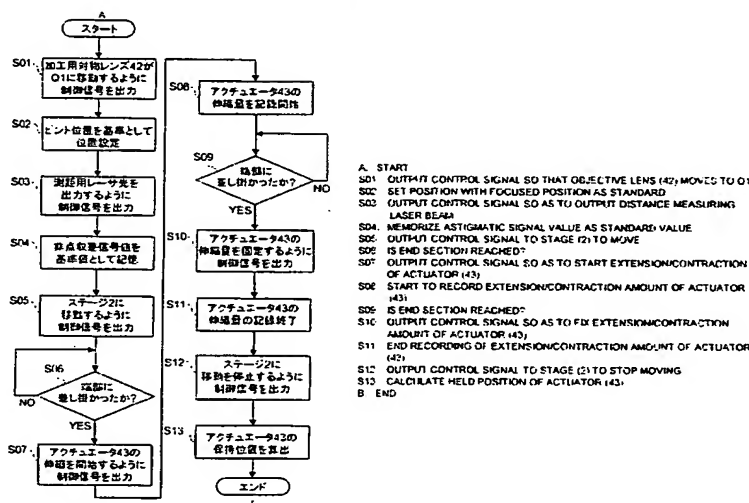 A
スタート
S01
加工用対物レンズ42が
O1に移動するように
制御信号を出力
S02
ピント位置を基準として
位置設定
S03
測距用レーザ光を
出力するように
制御信号を出力
S04
非点収差信号値を
基準値として記憶
S05
ステージ2に
移動するように
制御信号を出力
S06
端部に
差し掛かったか?
NO
YES
S07
アクチュエータ43の
伸縮を開始するように
制御信号を出力
S08
アクチュエータ43の
伸縮量を記録開始
S09
端部に
差し掛かったか?
NO
YES
S10
アクチュエータ43の
伸縮量を固定するように
制御信号を出力
S11
アクチュエータ43の
伸縮量の記録終了
S12
ステージ2に
移動を停止するように
制御信号を出力
S13
アクチュエータ43の
保持位置を算出
エンド
A. START
S01 OUTPUT CONTROL SIGNAL SO THAT OBJECTIVE LENS (42) MOVES TO O1
S02 SET POSITION WITH FOCUSED POSITION AS STANDARD
S03 OUTPUT CONTROL SIGNAL SO AS TO OUTPUT DISTANCE MEASURING
LASER BEAM
S04. MEMORIZE ASTIGMATIC SIGNAL VALUE AS STANDARD VALUE
S05. OUTPUT CONTROL SIGNAL TO STAGE (2) TO MOVE
S06 IS END SECTION REACHED?
S07 OUTPUT CONTROL SIGNAL SO AS TO START EXTENSION/CONTRACTION
OF ACTUATOR (43)
S08 START TO RECORD EXTENSION/CONTRACTION AMOUNT OF ACTUATOR
(43)
S09 IS END SECTION REACHED?
S10 OUTPUT CONTROL SIGNAL SO AS TO FIX EXTENSION/CONTRACTION
AMOUNT OF ACTUATOR (43)
S11 END RECORDING OF EXTENSION/CONTRACTION AMOUNT OF ACTUATOR
(43)
S12 OUTPUT CONTROL SIGNAL TO STAGE (2) TO STOP MOVING
S13 CALCULATE HELD POSITION OF ACTUATOR (43)
B END